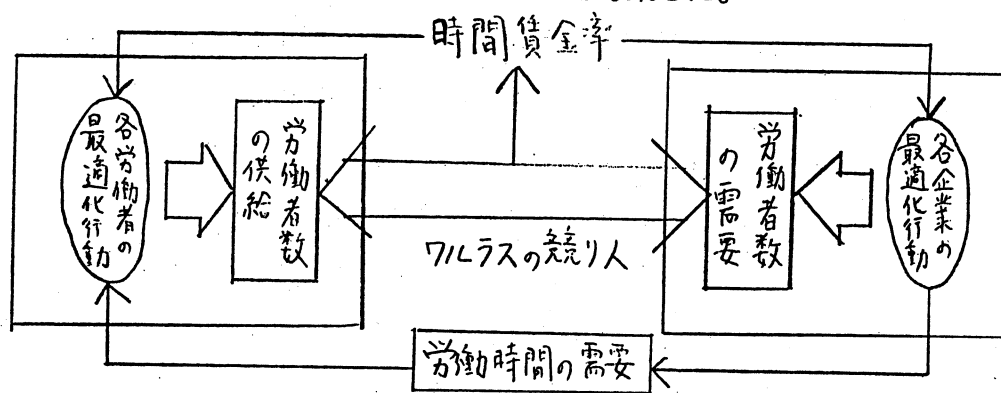 時間賃金率
各労働者の
最適化行動
労働者数
の供給
労働者数
の需要
各企業の
最適化行動
ワルラスの競り人
労働時間の需要